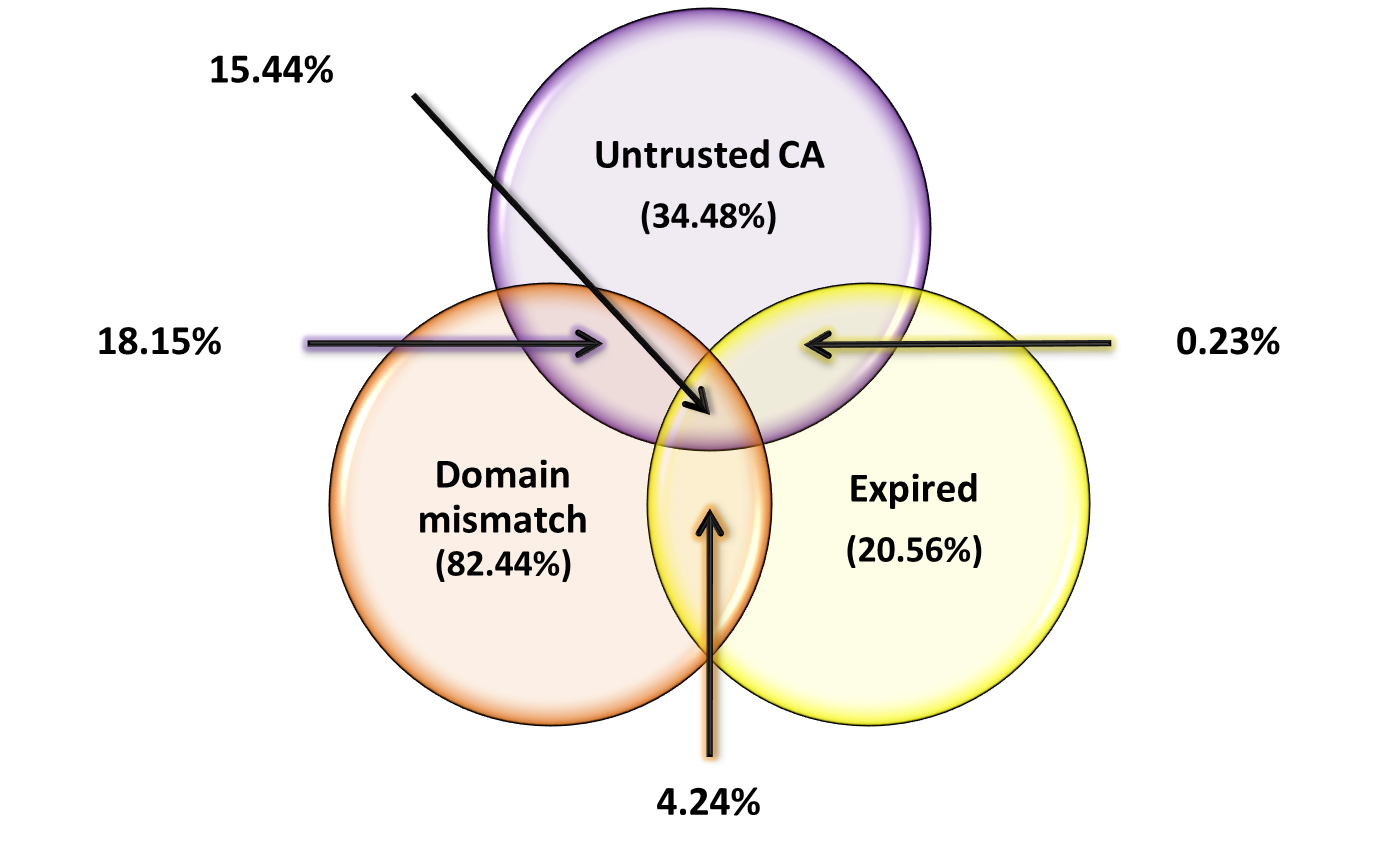 15.44%
Untrusted CA
(34.48%)
18.15%
0.23%
Domain
mismatch
(82.44%)
Expired
(20.56%)
4.24%